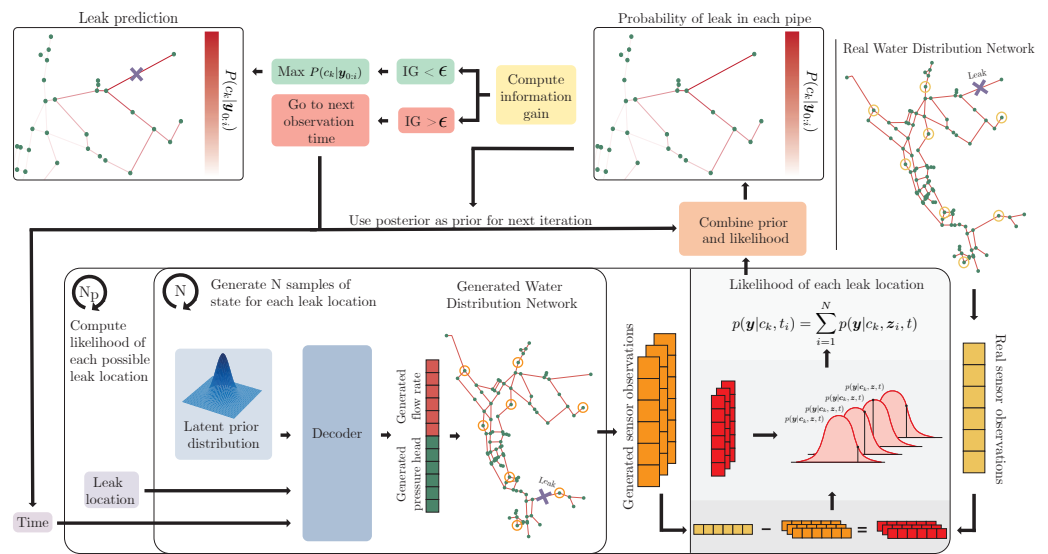 Leak prediction
P(c_k|y_{0:i})
Max P(c_k|y_{0:i})
IG < ϵ
Go to next
observation
time
IG > ϵ
Compute
information
gain
Probability of leak in each pipe
P(c_k|y_{0:i})
Real Water Distribution Network
Leak
Use posterior as prior for next iteration
Combine prior
and likelihood
N_p
Compute
likelihood of
each possible
leak location
N
Generate N samples of
state for each leak location
Latent prior
distribution
Leak
location
Time
Decoder
Generated
flow rate
Generated
pressure head
Generated Water
Distribution Network
Leak
Generated sensor observations
Likelihood of each leak location
p(y|c_k, t_i) = \sum_{i=1}^{N} p(y|c_k, z_i, t)
p(y|c_k, z, t)
p(y|c_k, z, t)
p(y|c_k, z, t)
p(y|c_k, z, t)
− =
Real sensor
observations